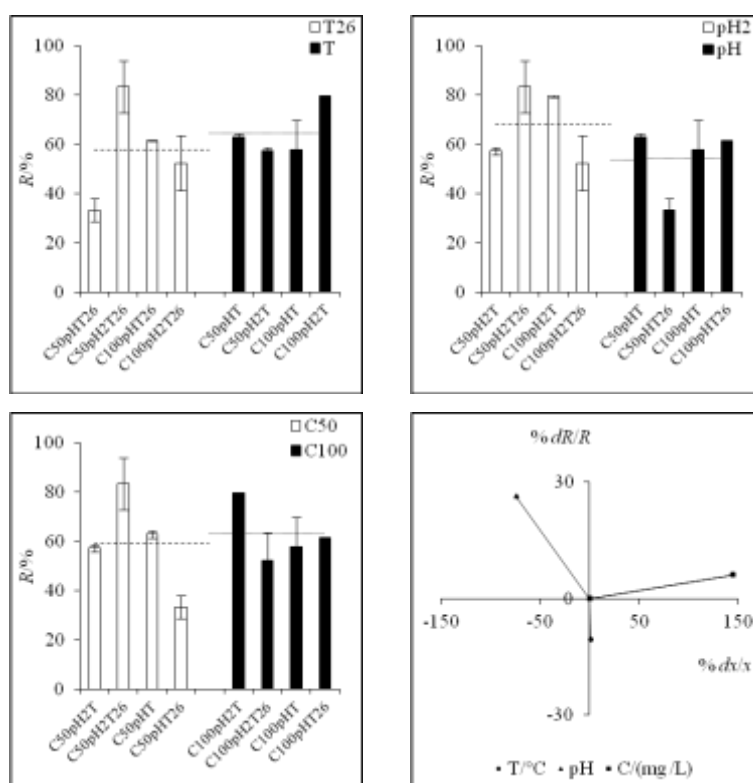 T26
T
100
80
60
40
20
0
R/%
C50pHT26
C50pH2T26
C100pHT26
C100pH2T26
C50pHT
C50pH2T
C100pHT
C100pH2T
pH2
pH
100
80
60
40
20
0
R/%
C50pH2T
C50pH2T26
C100pH2T
C100pH2T26
C50pHT
C50pHT26
C100pHT
C100pHT26
C50
C100
100
80
60
40
20
0
R/%
C50pH2T
C50pH2T26
C50pHT
C50pHT26
C100pH2T
C100pH2T26
C100pHT
C100pHT26
% dR/R
30
0
-150 -50 50 150
% dx/x
-30
• T/°C ▴ pH ▪ C/(mg/L)